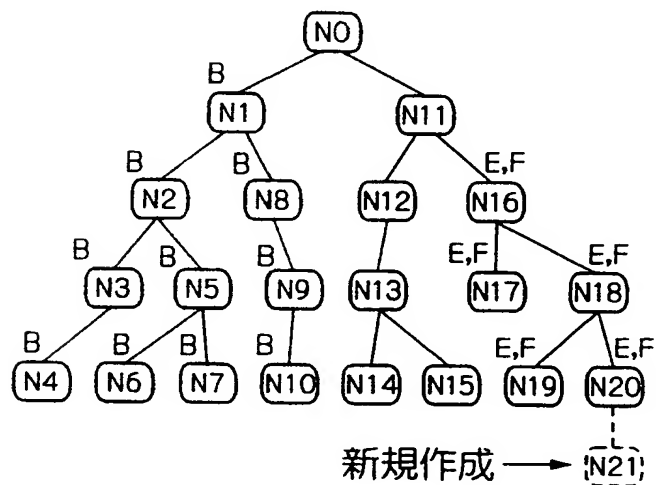 N0
B
N1 N11
B B E,F
N2 N8 N12 N16
B B B E,F E,F
N3 N5 N9 N13 N17 N18
B B B B E,F E,F
N4 N6 N7 N10 N14 N15 N19 N20
新規作成 N21